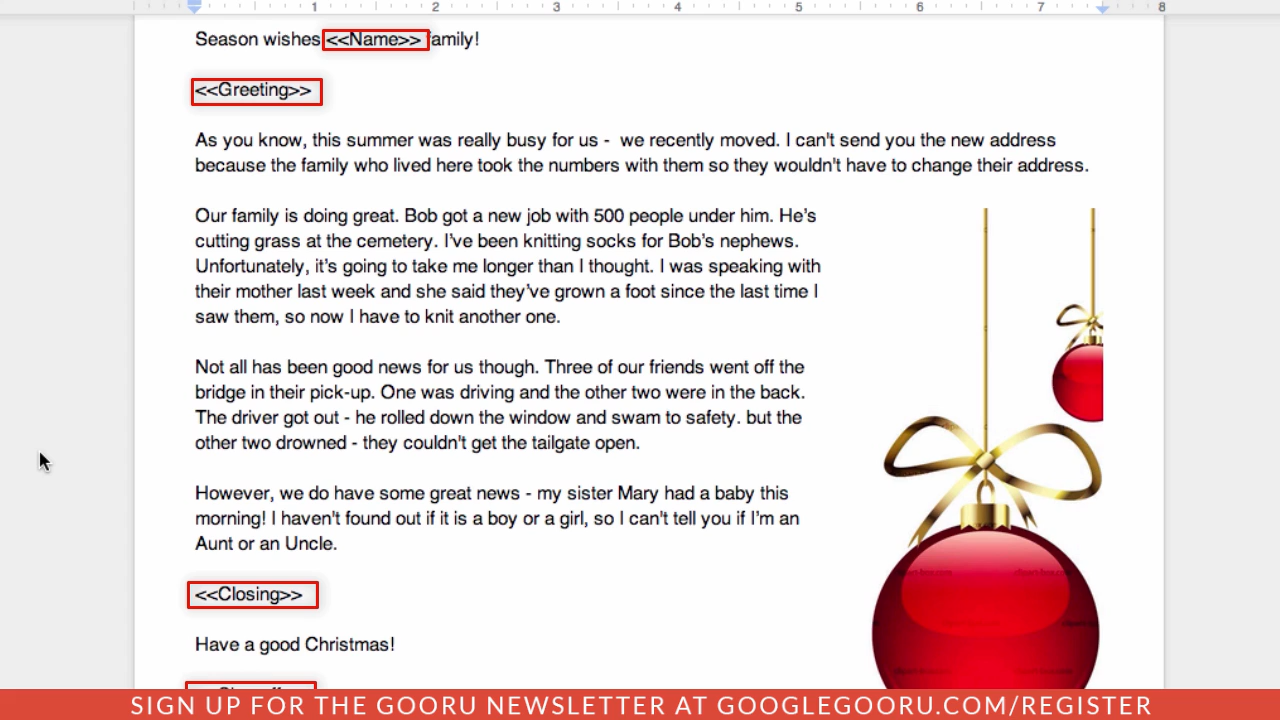 1 2 3 4 5 6 7 8
Season wishes <<Name>> family!
<<Greeting>>
As you know, this summer was really busy for us -  we recently moved. I can't send you the new address
because the family who lived here took the numbers with them so they wouldn't have to change their address.
Our family is doing great. Bob got a new job with 500 people under him. He's
cutting grass at the cemetery. I've been knitting socks for Bob's nephews.
Unfortunately, it's going to take me longer than I thought. I was speaking with
their mother last week and she said they've grown a foot since the last time I
saw them, so now I have to knit another one.
Not all has been good news for us though. Three of our friends went off the
bridge in their pick-up. One was driving and the other two were in the back.
The driver got out - he rolled down the window and swam to safety. but the
other two drowned - they couldn't get the tailgate open.
However, we do have some great news - my sister Mary had a baby this
morning! I haven't found out if it is a boy or a girl, so I can't tell you if I'm an
Aunt or an Uncle.
<<Closing>>
Have a good Christmas!
SIGN UP FOR THE GOORU NEWSLETTER AT GOOGLEGOORU.COM/REGISTER